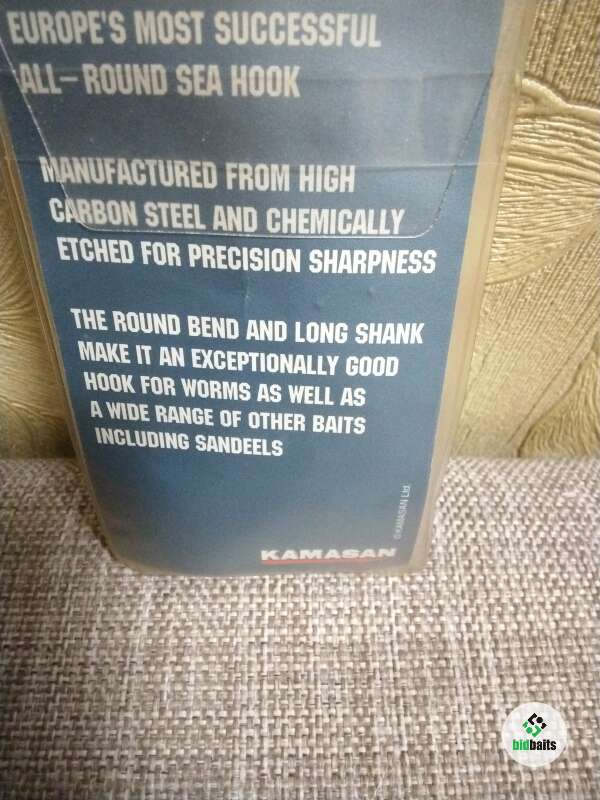 EUROPE'S MOST SUCCESSFUL
ALL-ROUND SEA HOOK
MANUFACTURED FROM HIGH
CARBON STEEL AND CHEMICALLY
ETCHED FOR PRECISION SHARPNESS
THE ROUND BEND AND LONG SHANK
MAKE IT AN EXCEPTIONALLY GOOD
HOOK FOR WORMS AS WELL AS
A WIDE RANGE OF OTHER BAITS
INCLUDING SANDEELS
©KAMASAN Ltd.
KAMASAN
bidbaits